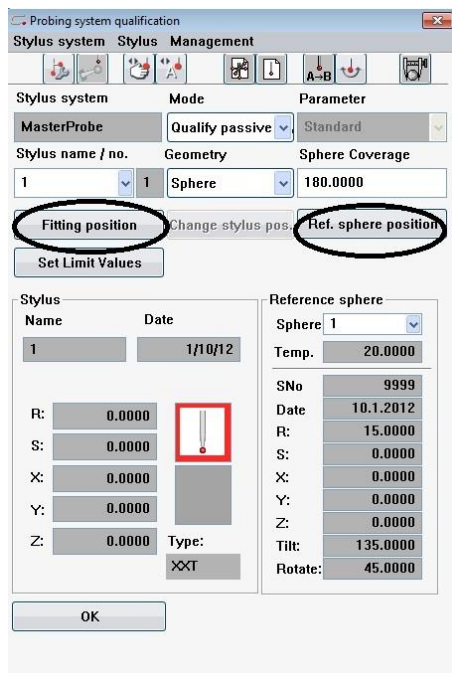 Probing system qualification
Stylus system Stylus Management
A→B
Stylus system Mode Parameter
MasterProbe Qualify passive Standard
Stylus name / no. Geometry Sphere Coverage
1 1 Sphere 180.0000
Fitting position Change stylus pos. Ref. sphere position
Set Limit Values
Stylus
Name Date
1 1/10/12
R: 0.0000
S: 0.0000
X: 0.0000
Y: 0.0000
Z: 0.0000
Type:
XXT
Reference sphere
Sphere 1
Temp. 20.0000
SNo 9999
Date 10.1.2012
R: 15.0000
S: 0.0000
X: 0.0000
Y: 0.0000
Z: 0.0000
Tilt: 135.0000
Rotate: 45.0000
OK